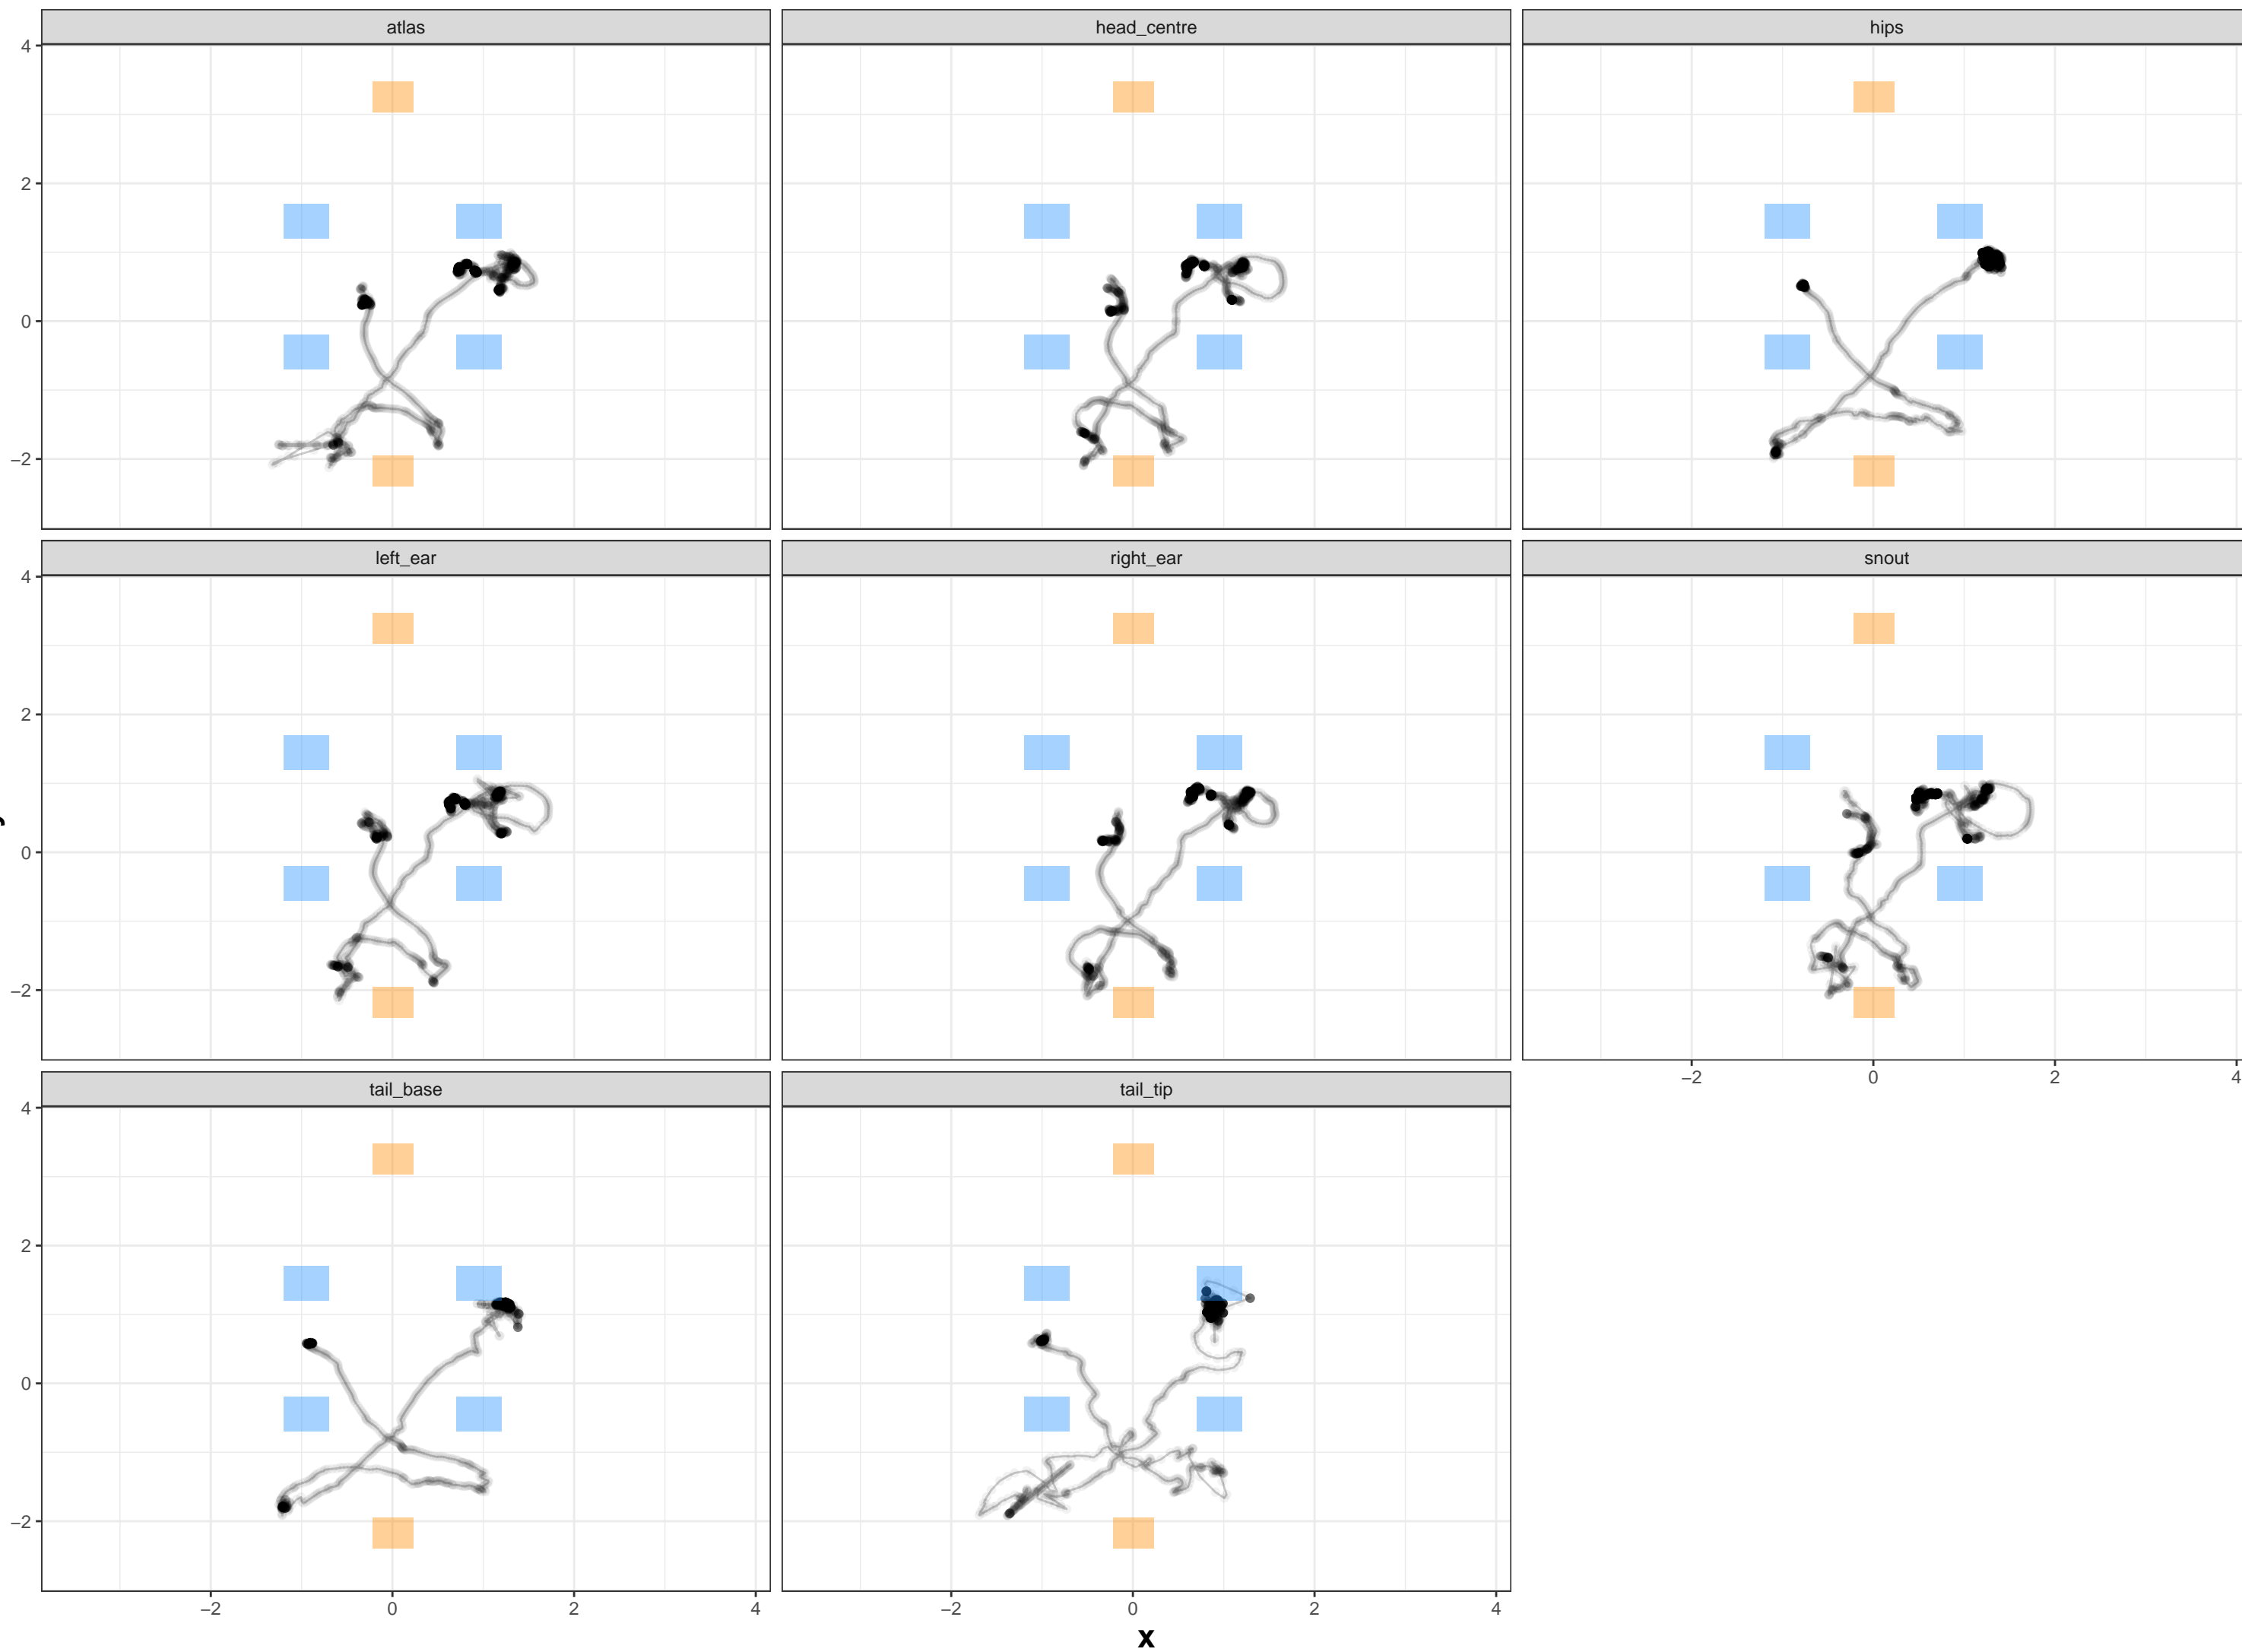 atlas head_centre hips
4
2
0
−2
left_ear right_ear snout
4
2
0
−2
−2 0 2 4
tail_base tail_tip
4
2
0
−2
−2 0 2 4 −2 0 2 4
x